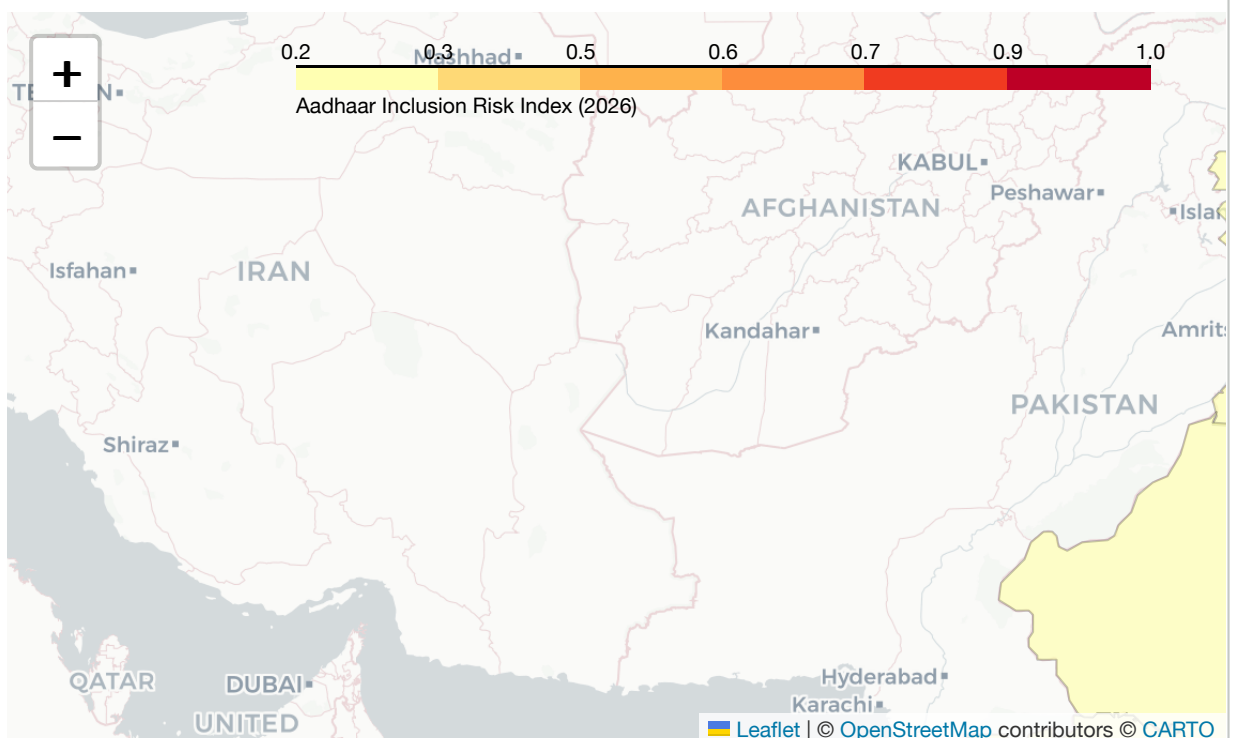 +
−
0.2 0.3 0.5 0.6 0.7 0.9 1.0
Mashhad
Aadhaar Inclusion Risk Index (2026)
KABUL
Peshawar
AFGHANISTAN
Isfahan
IRAN
Kandahar
PAKISTAN
Shiraz
QATAR
DUBAI
UNITED
Hyderabad
Karachi
Leaflet | © OpenStreetMap contributors © CARTO